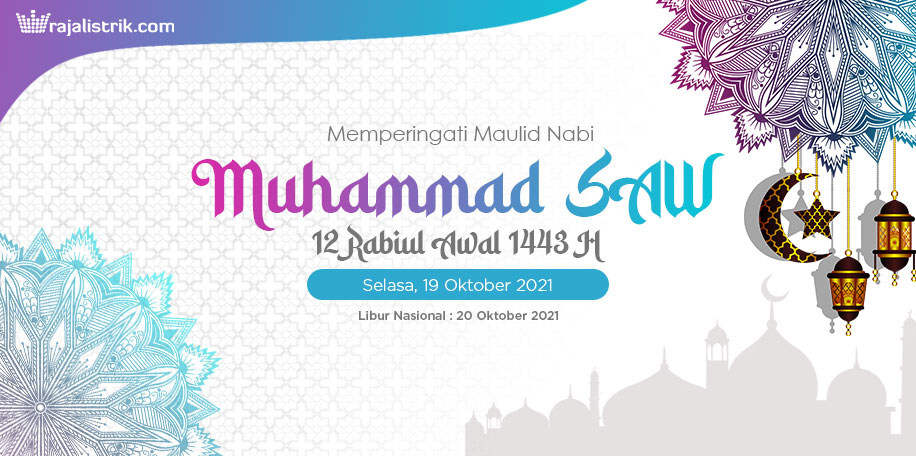 rajalistrik.com
Memperingati Maulid Nabi
Muhammad SAW
12 Rabiul Awal 1443 H
Selasa, 19 Oktober 2021
Libur Nasional : 20 Oktober 2021